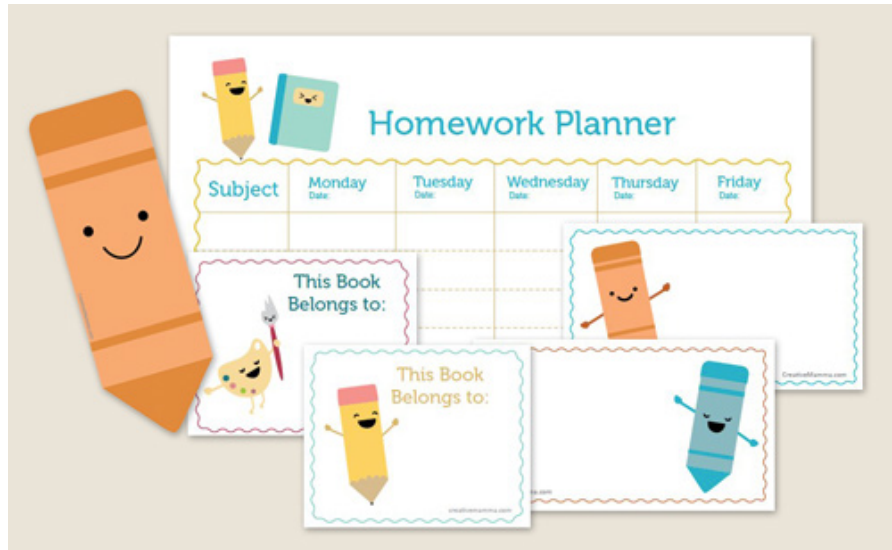 Homework Planner
Subject
Monday
Date:
Tuesday
Date:
Wednesday
Date:
Thursday
Date:
Friday
Date:
This Book
Belongs to:
CreativeMamma.com
This Book
Belongs to:
creativemamma.com